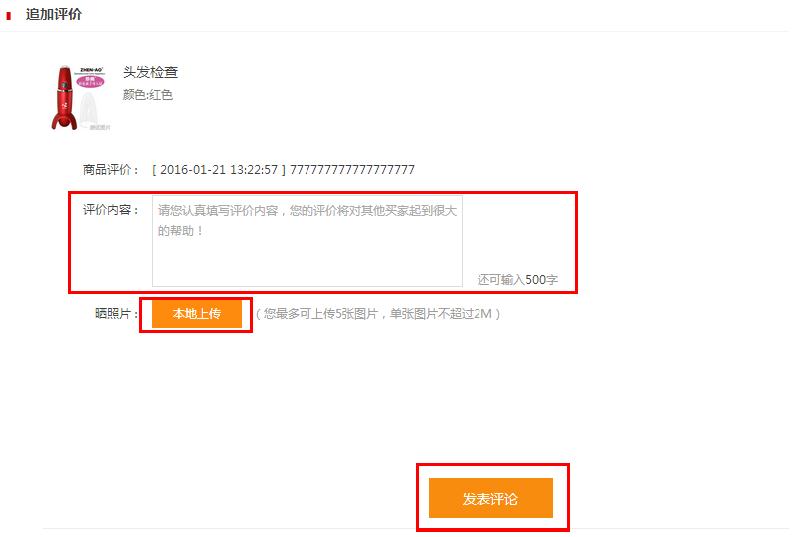 追加评价
ZHEN-AO
头发检查
颜色:红色
测试图片
商品评价： [ 2016-01-21 13:22:57 ] 777777777777777777
评价内容：
请您认真填写评价内容，您的评价将对其他买家起到很大
的帮助！
还可输入500字
晒照片： 本地上传 （您最多可上传5张图片，单张图片不超过2M）
发表评论